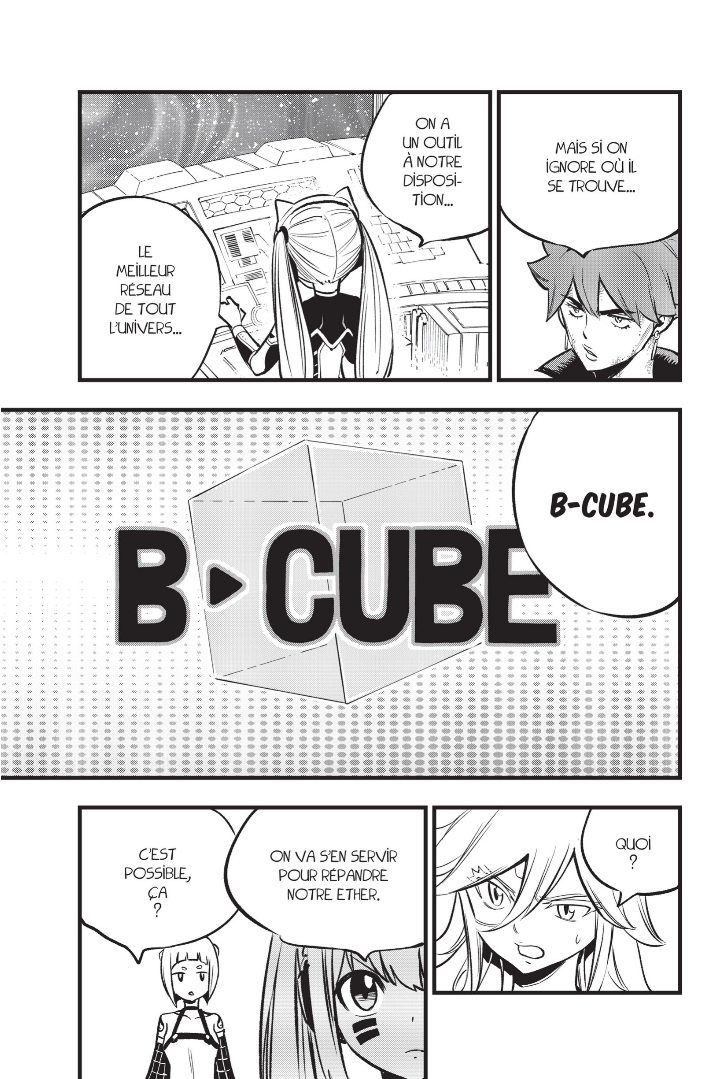 MAIS SI ON
IGNORE OÙ IL
SE TROUVE...
ON A
UN OUTIL
À NOTRE
DISPOSI-
TION...
LE
MEILLEUR
RÉSEAU
DE TOUT
L'UNIVERS...
B-CUBE.
B CUBE
QUOI
?
ON VA S'EN SERVIR
POUR RÉPANDRE
NOTRE ETHER.
C'EST
POSSIBLE,
ÇA
?